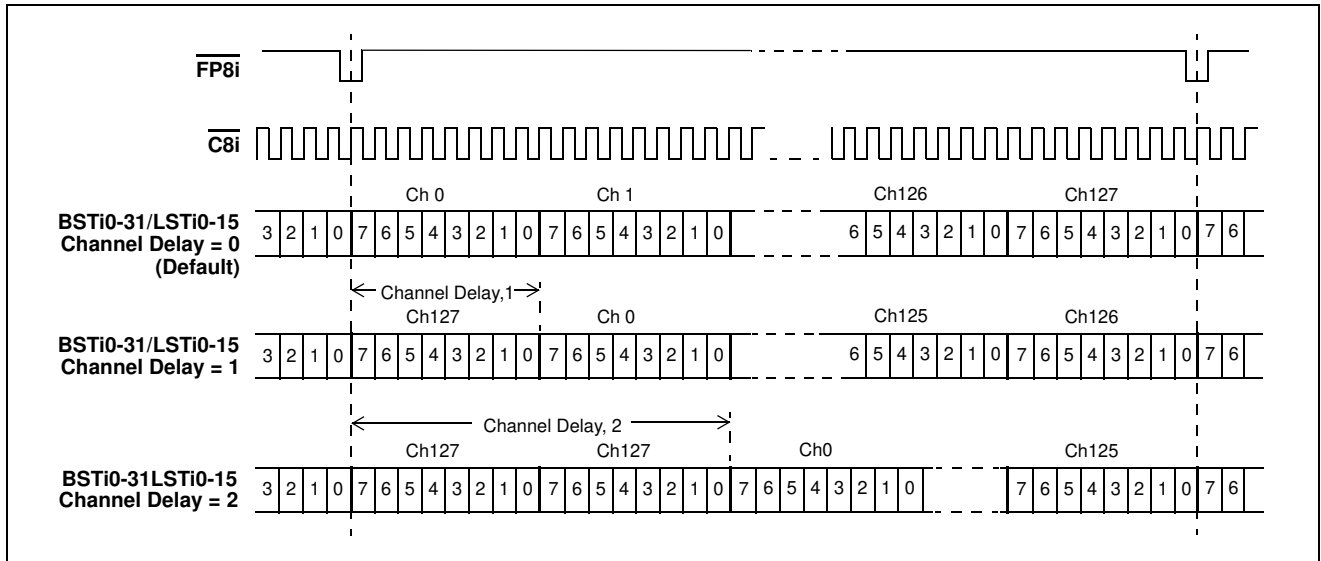 FP8i
C8i
Ch 0 Ch 1 Ch126 Ch127
BSTi0-31/LSTi0-15
Channel Delay = 0
(Default)
3 2 1 0 7 6 5 4 3 2 1 0 7 6 5 4 3 2 1 0 6 5 4 3 2 1 0 7 6 5 4 3 2 1 0 7 6
Channel Delay,1
Ch127 Ch 0 Ch125 Ch126
BSTi0-31/LSTi0-15
Channel Delay = 1
3 2 1 0 7 6 5 4 3 2 1 0 7 6 5 4 3 2 1 0 6 5 4 3 2 1 0 7 6 5 4 3 2 1 0 7 6
Channel Delay, 2
Ch127 Ch127 Ch0 Ch125
BSTi0-31LSTi0-15
Channel Delay = 2
3 2 1 0 7 6 5 4 3 2 1 0 7 6 5 4 3 2 1 0 7 6 5 4 3 2 1 0 7 6 5 4 3 2 1 0 7 6